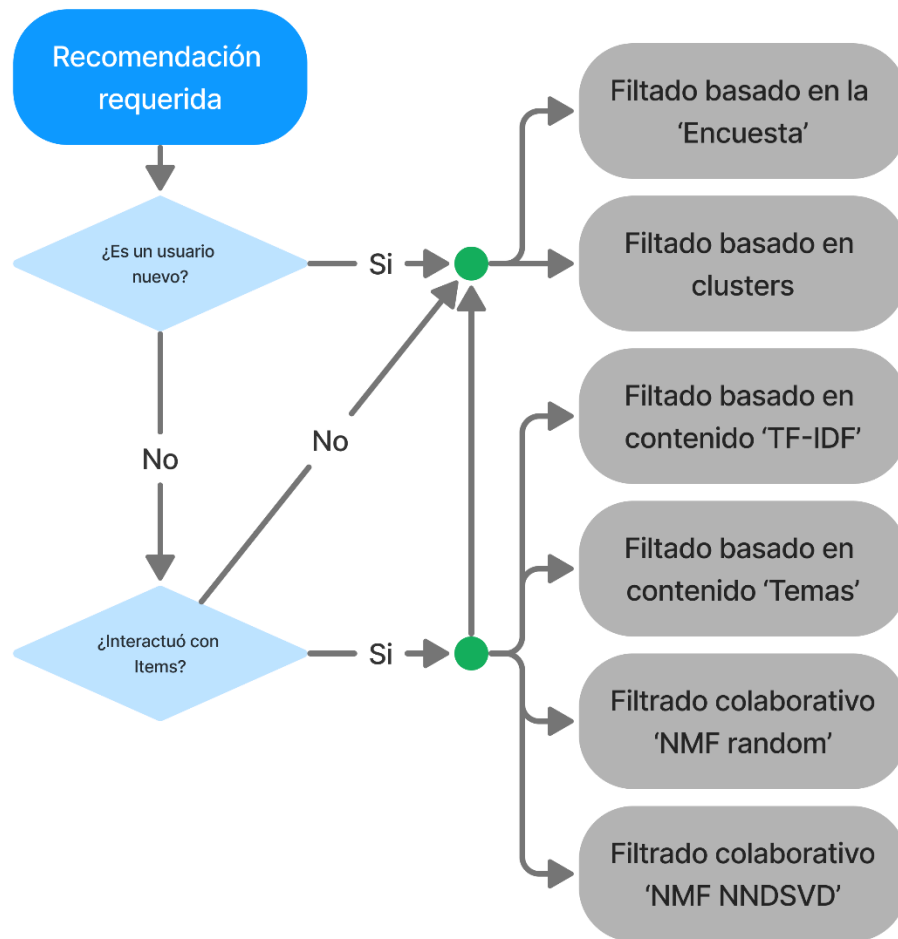 Recomendación
requerida
¿Es un usuario
nuevo?
Si
No
No
¿Interactuó con
Items?
Si
Filtado basado en la
‘Encuesta’
Filtado basado en
clusters
Filtado basado en
contenido ‘TF-IDF’
Filtado basado en
contenido ‘Temas’
Filtrado colaborativo
‘NMF random’
Filtrado colaborativo
‘NMF NNDSVD’